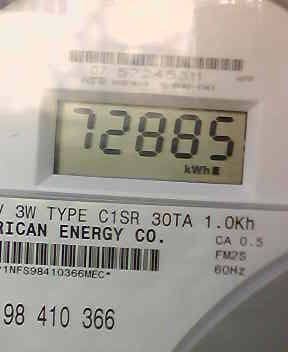 72885
kWh
V 3W TYPE C1SR 30TA 1.0Kh
RICAN ENERGY CO.
CA 0.5
FM2S
60Hz
*1NFS98410366MEC*
98 410 366